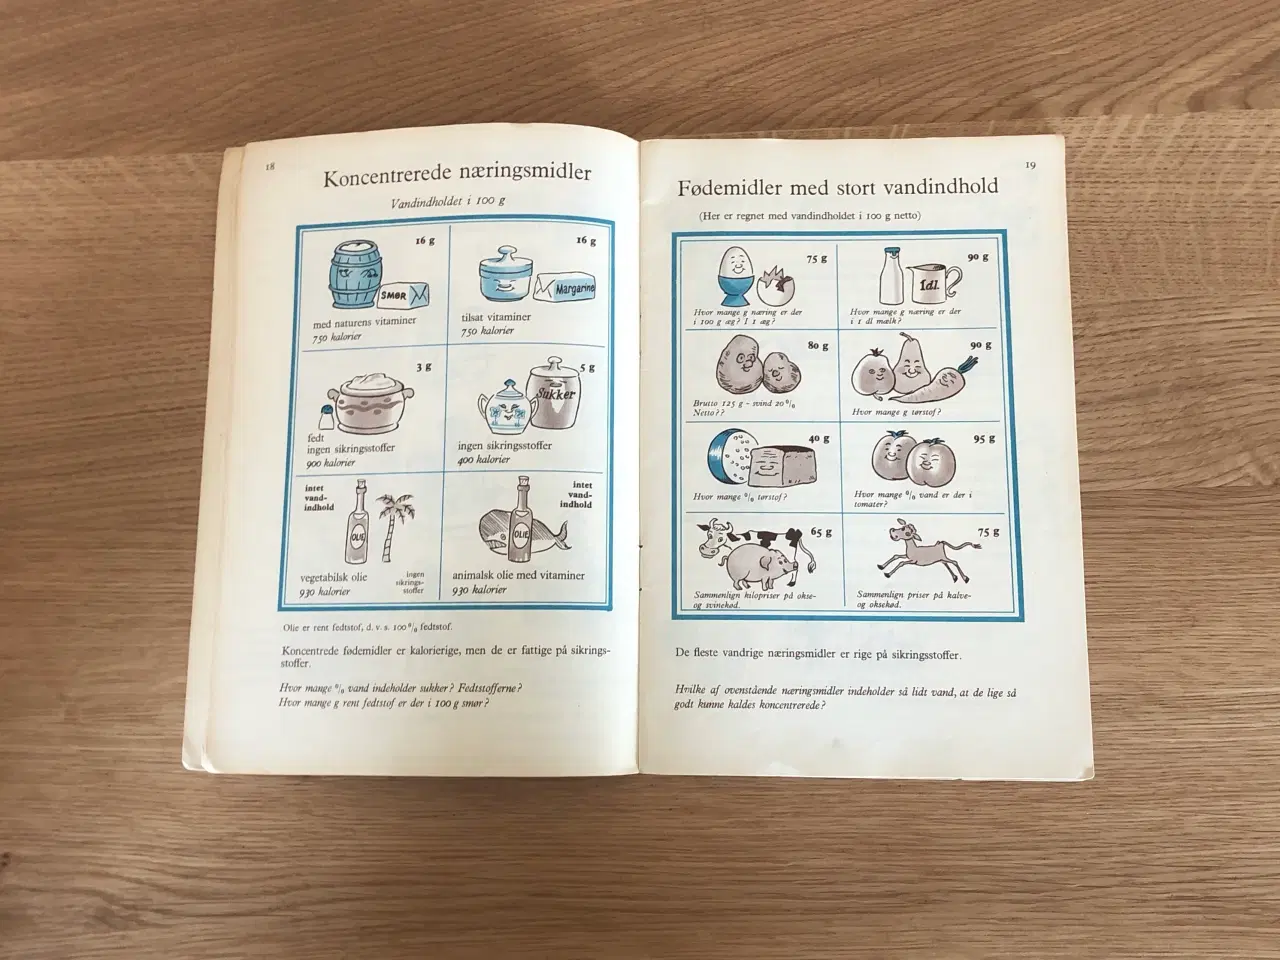 18
Koncentrerede næringsmidler
Vandindholdet i 100 g
16 g
SMØR
med naturens vitaminer
750 kalorier
16 g
Margarine
tilsat vitaminer
750 kalorier
3 g
fedt
ingen sikringsstoffer
900 kalorier
5 g
Sukker
ingen sikringsstoffer
400 kalorier
intet
vand-
indhold
OLIE
vegetabilsk olie
930 kalorier
ingen
sikrings-
stoffer
intet
vand-
indhold
OLIE
animalsk olie med vitaminer
930 kalorier
Olie er rent fedtstof, d. v. s. 100 % fedtstof.
Koncentrede fødemidler er kalorierige, men de er fattige på sikrings-
stoffer.
Hvor mange % vand indeholder sukker? Fedtstofferne?
Hvor mange g rent fedtstof er der i 100 g smør?
19
Fødemidler med stort vandindhold
(Her er regnet med vandindholdet i 100 g netto)
75 g
Hvor mange g næring er der
i 100 g æg? I 1 æg?
90 g
1dl.
Hvor mange g næring er der
i 1 dl mælk?
80 g
Brutto 125 g - svind 20 %
Netto??
90 g
Hvor mange g tørstof?
40 g
Hvor mange % tørstof?
95 g
Hvor mange % vand er der i
tomater?
65 g
Sammenlign kilopriser på okse-
og svinekød.
75 g
Sammenlign priser på kalve-
og oksekød.
De fleste vandrige næringsmidler er rige på sikringsstoffer.
Hvilke af ovenstående næringsmidler indeholder så lidt vand, at de lige så
godt kunne kaldes koncentrerede?